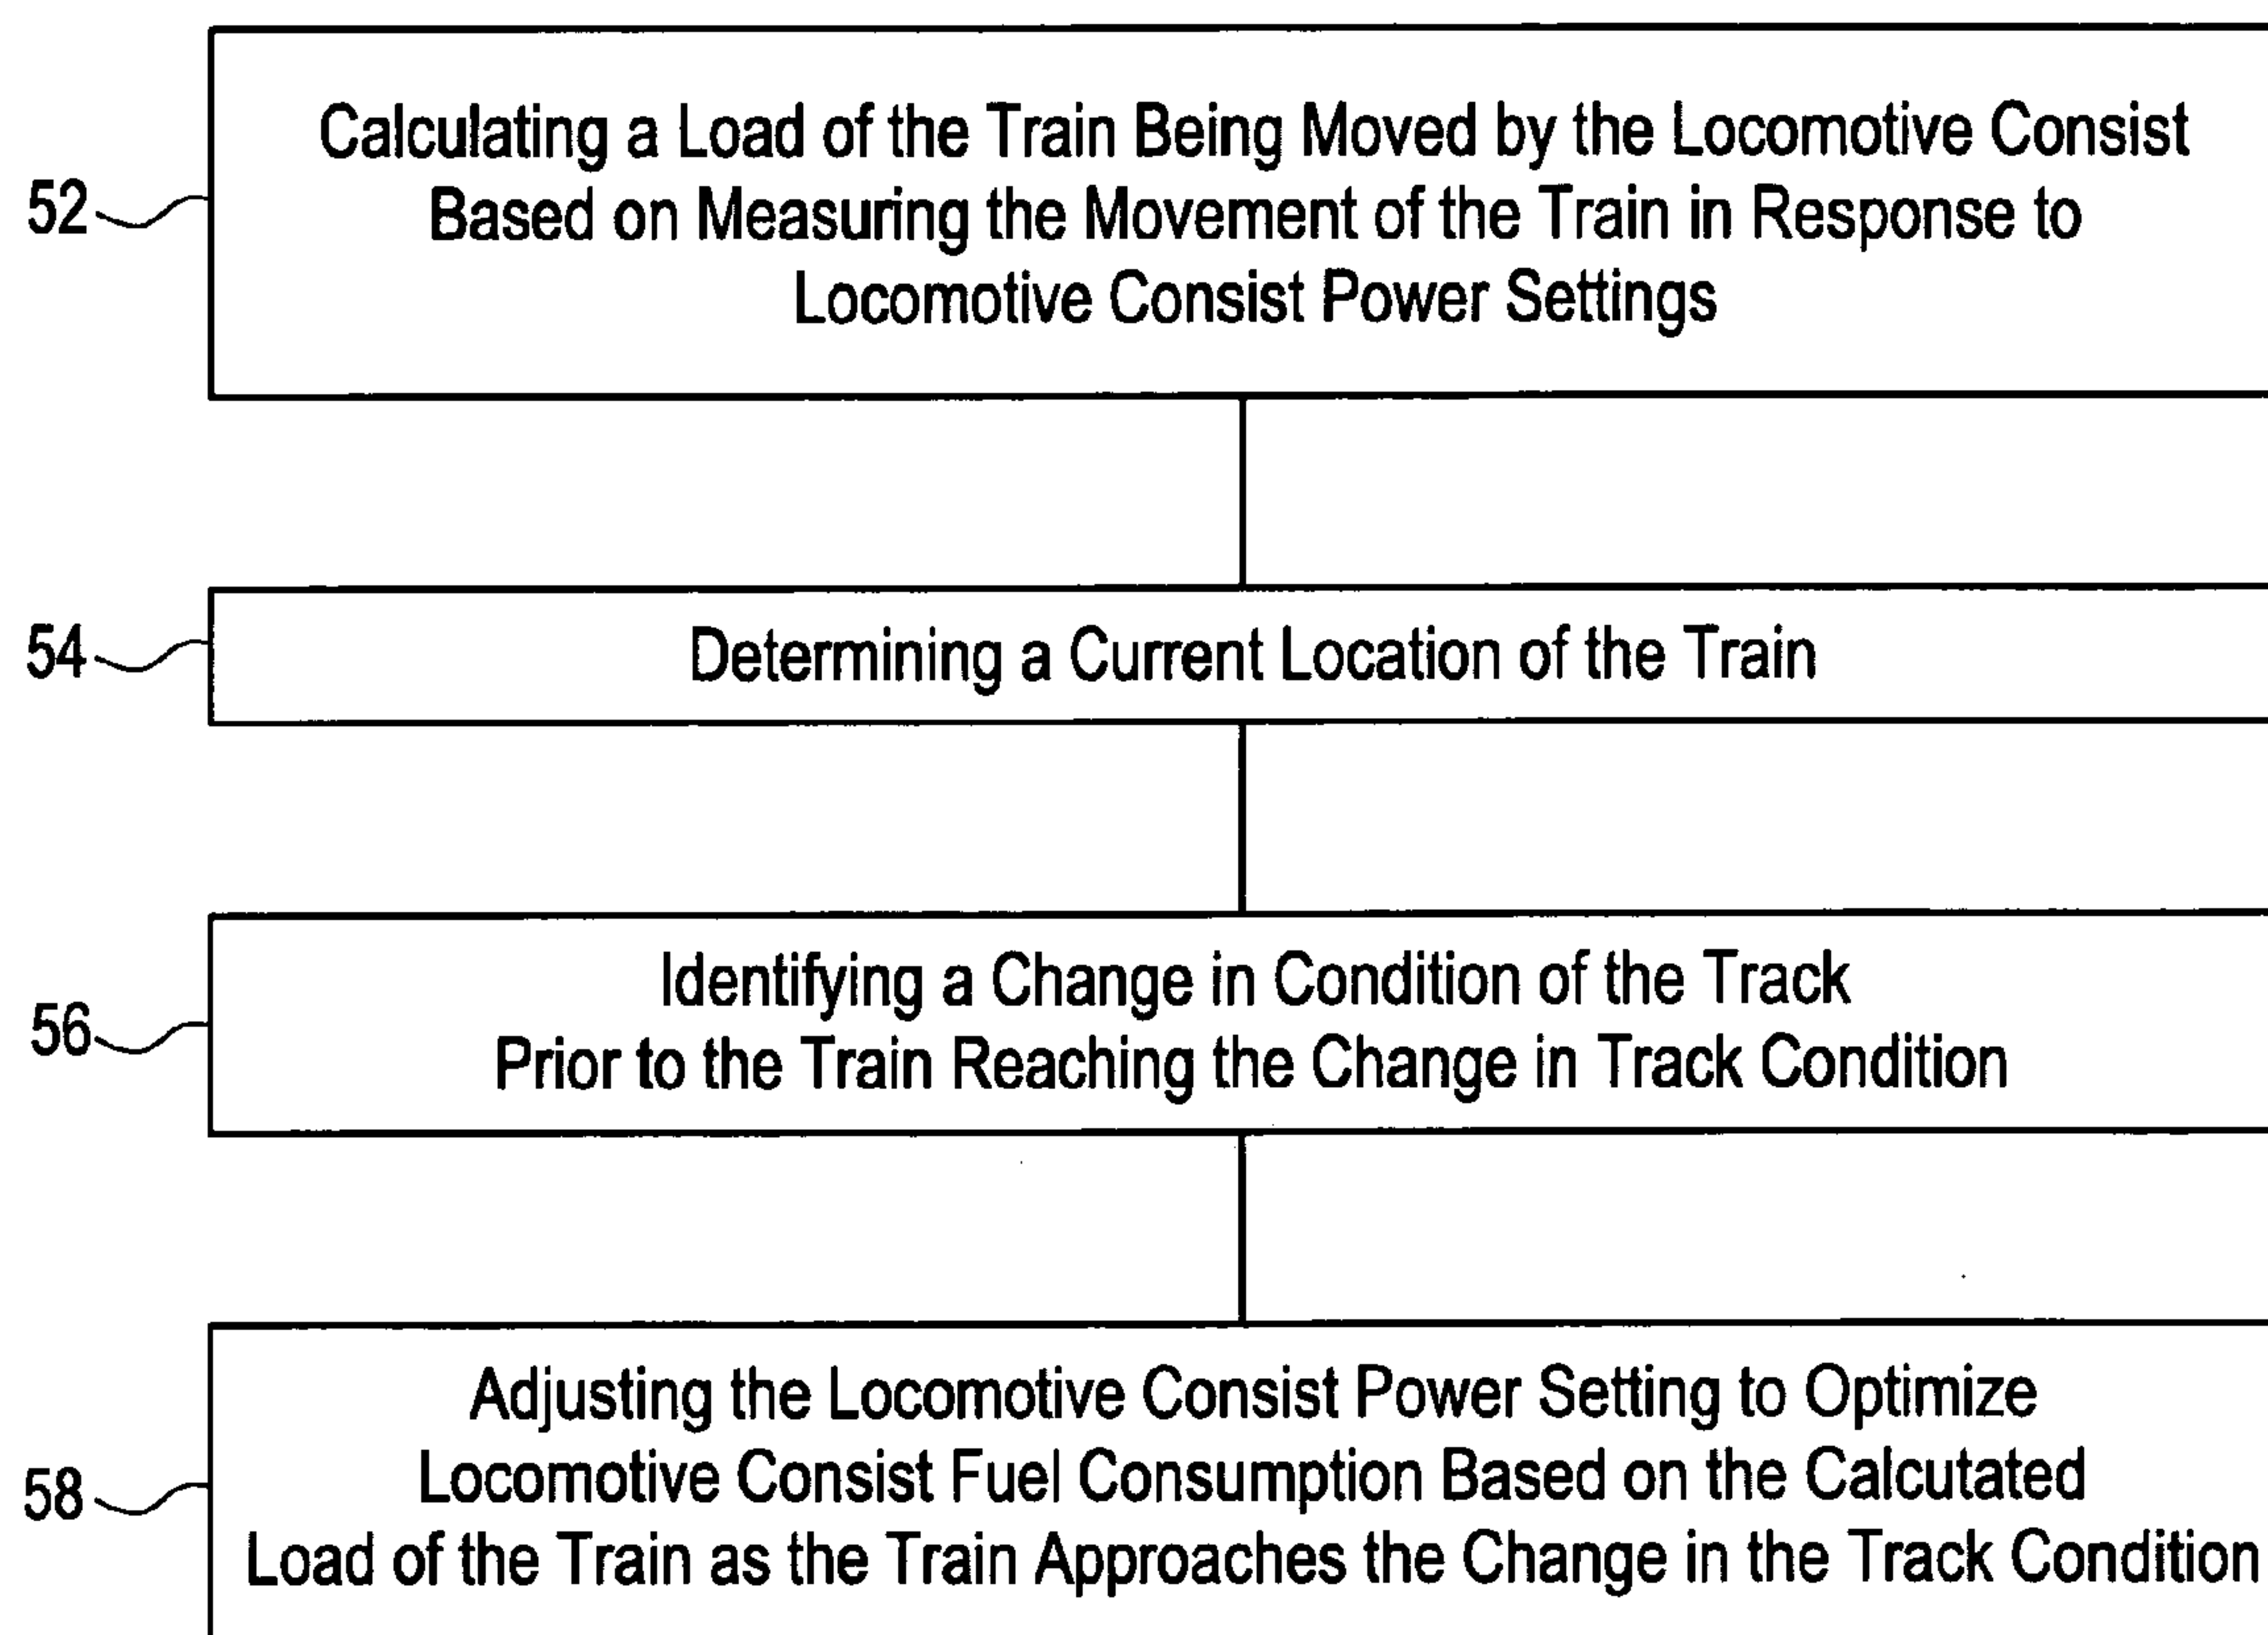 Calculating a Load of the Train Being Moved by the Locomotive Consist
52
Based on Measuring the Movement of the Train in Response to
Locomotive Consist Power Settings
54
Determining a Current Location of the Train
Identifying a Change in Condition of the Track
56
Prior to the Train Reaching the Change in Track Condition
Adjusting the Locomotive Consist Power Setting to Optimize
58
Locomotive Consist Fuel Consumption Based on the Calcutated
Load of the Train as the Train Approaches the Change in the Track Condition